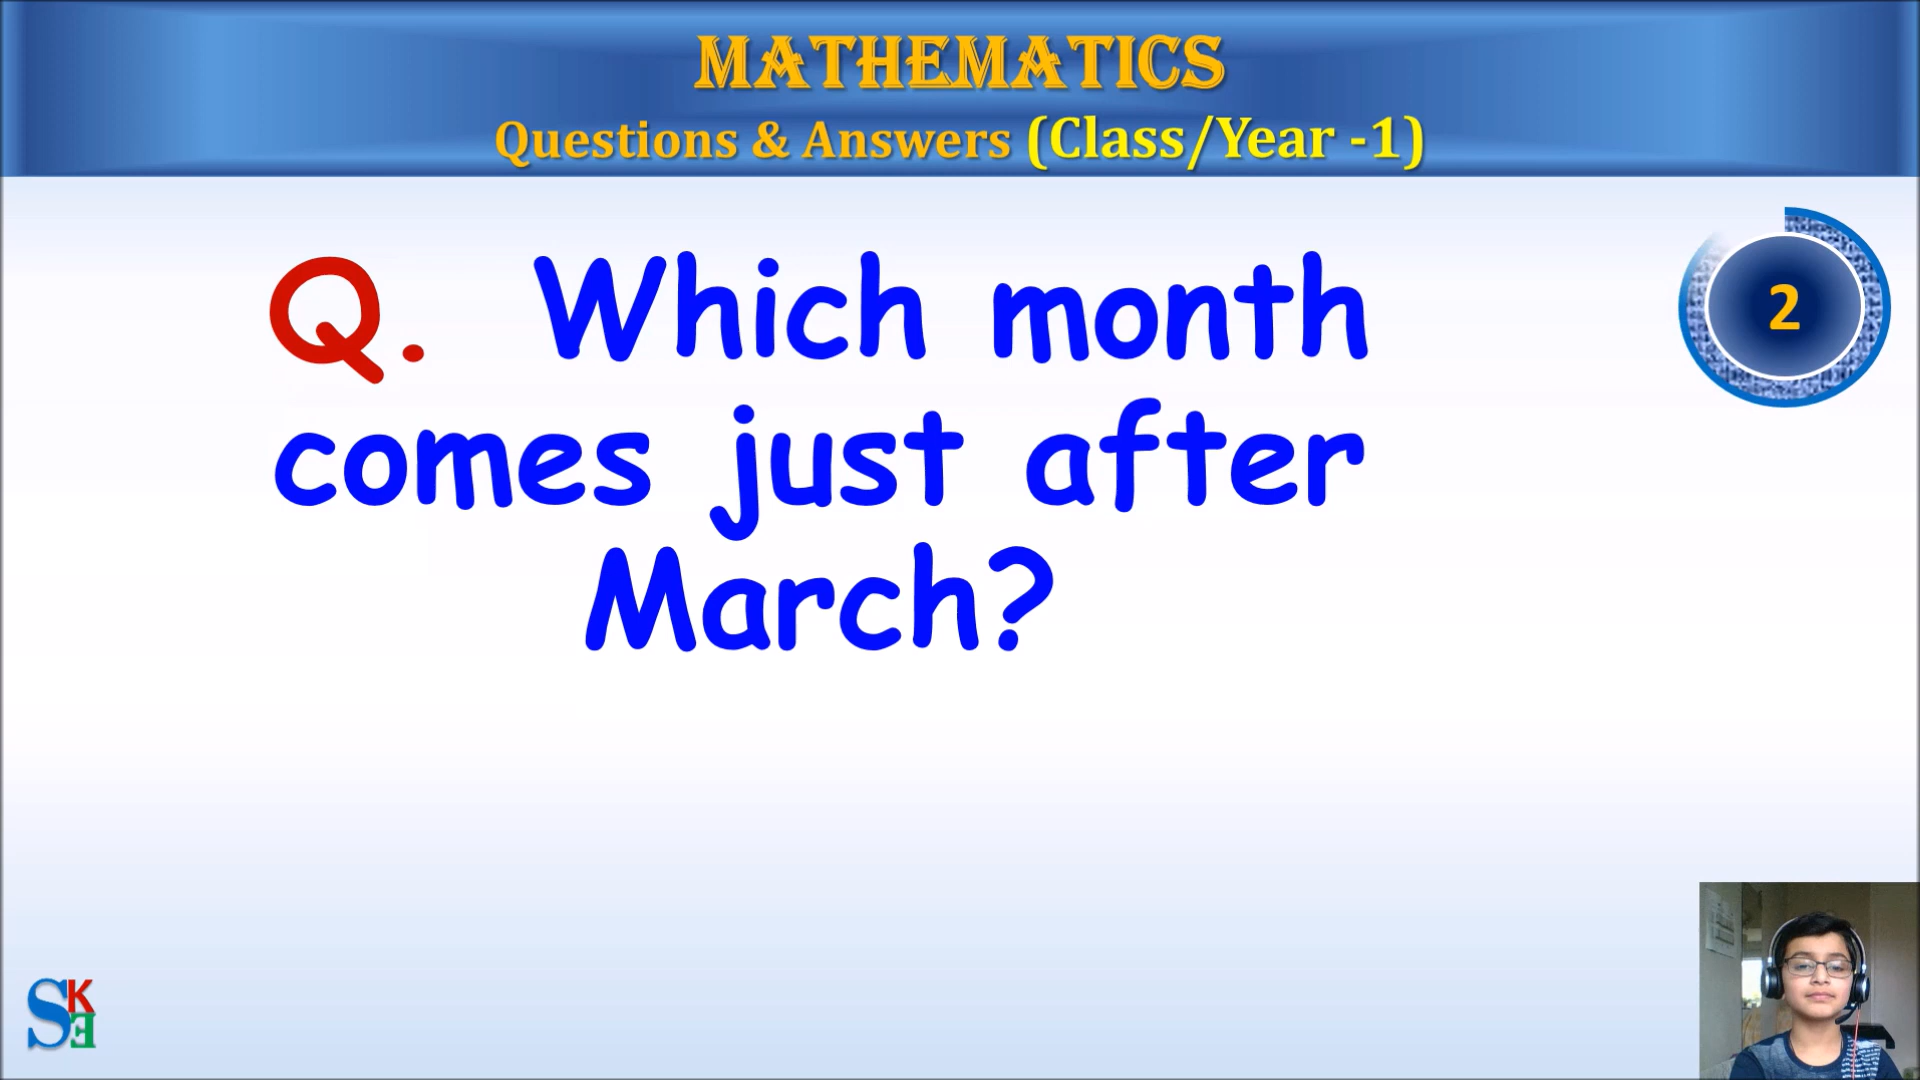 MATHEMATICS
Questions & Answers (Class/Year -1)
2
Q. Which month
comes just after
March?
SKE